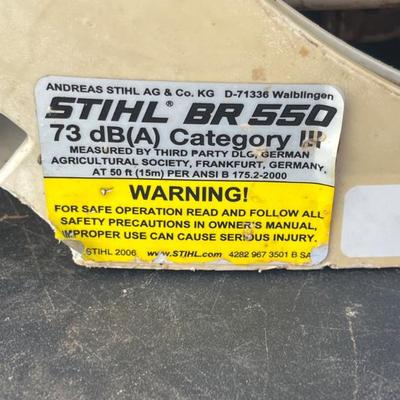 ANDREAS STIHL AG & Co. KG D-71336 Waiblingen
STIHL® BR 550
73 dB(A) Category III
MEASURED BY THIRD PARTY DLG, GERMAN
AGRICULTURAL SOCIETY, FRANKFURT, GERMANY,
AT 50 ft (15m) PER ANSI B 175.2-2000
WARNING!
FOR SAFE OPERATION READ AND FOLLOW ALL
SAFETY PRECAUTIONS IN OWNER'S MANUAL,
IMPROPER USE CAN CAUSE SERIOUS INJURY.
STIHL 2006 www.STIHL.com 4282 967 3501 B SA